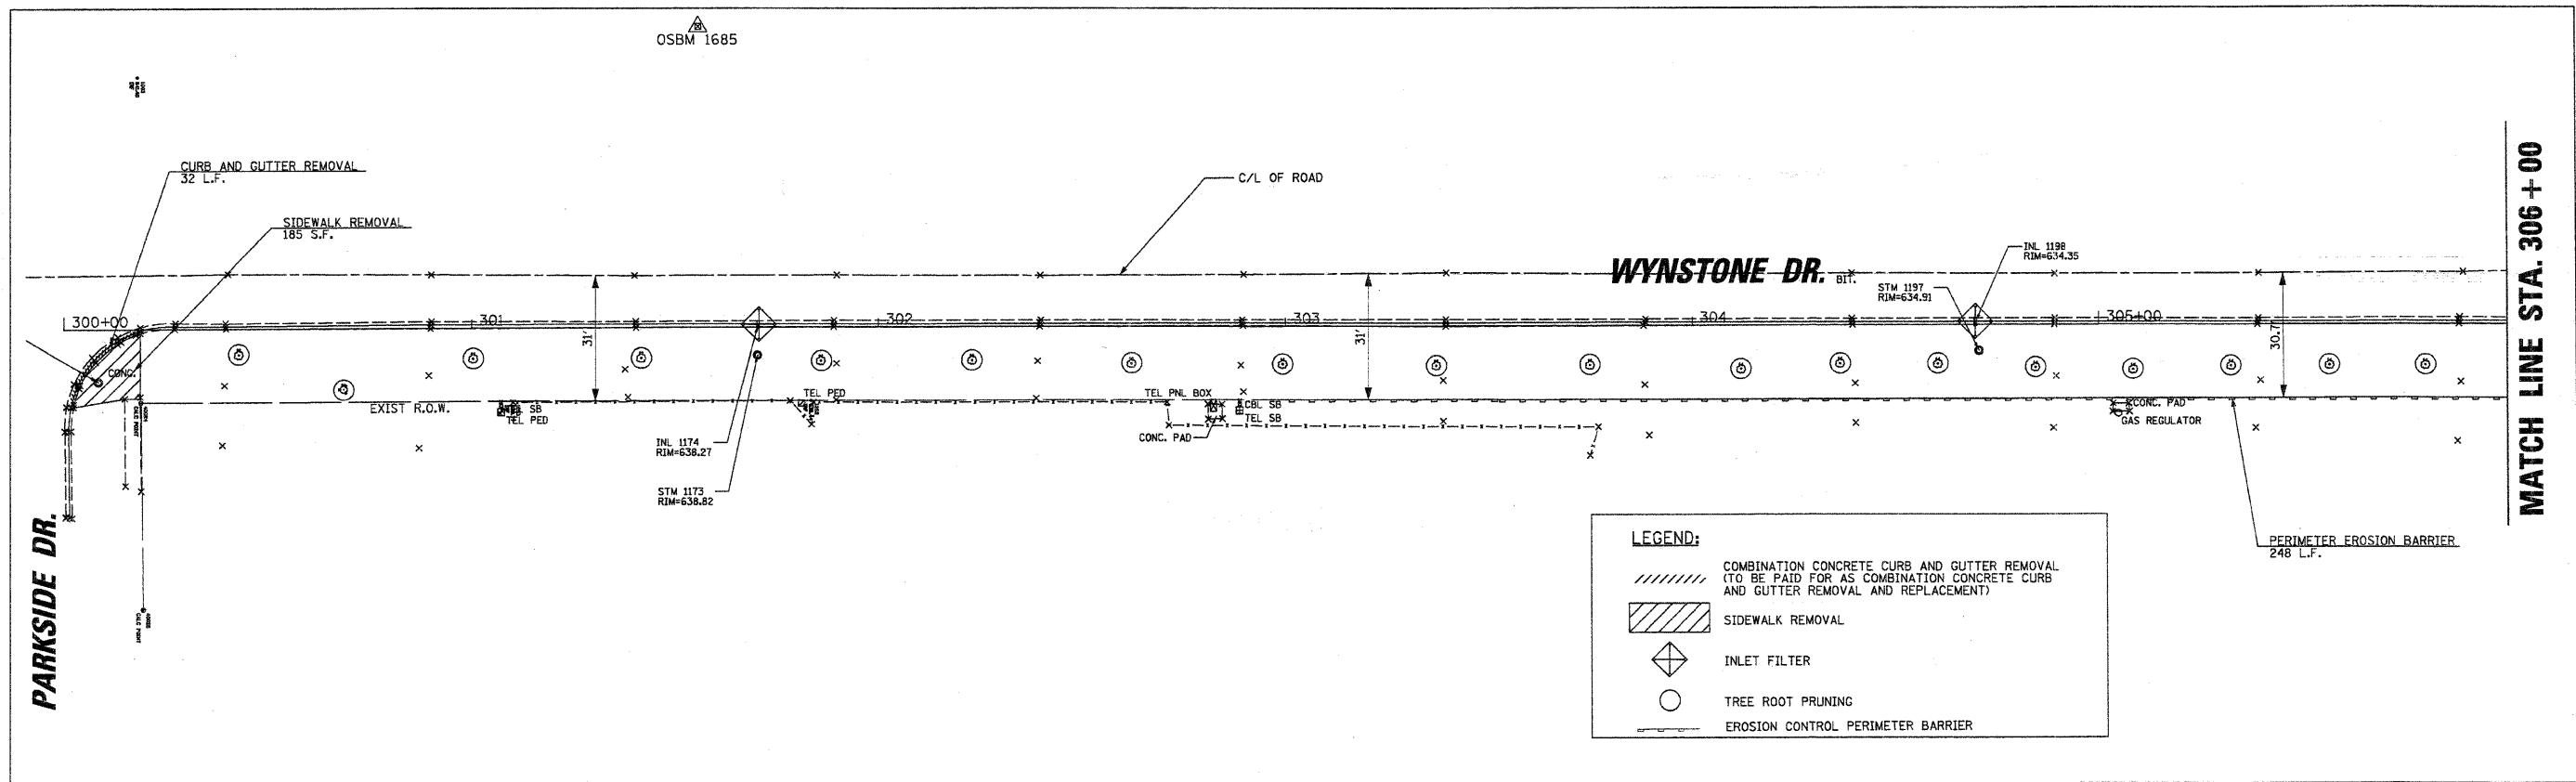 OSBM 1685
CURB AND GUTTER REMOVAL
32 L.F.
SIDEWALK REMOVAL
185 S.F.
C/L OF ROAD
WYNSTONE DR.
BIT.
INL 1198
RIM=634.35
STM 1197
RIM=634.91
MATCH LINE STA. 306+00
300+00
301
302
303
304
305+00
31'
31'
30.7'
CONC.
EXIST R.O.W.
TEL SB
TEL PED
TEL PED
TEL PNL BOX
CBL SB
TEL SB
CONC. PAD
CONC. PAD
GAS REGULATOR
INL 1174
RIM=638.27
STM 1173
RIM=638.82
PARKSIDE DR.
CALC POINT
CALC POINT
PERIMETER EROSION BARRIER
248 L.F.
LEGEND:
COMBINATION CONCRETE CURB AND GUTTER REMOVAL
(TO BE PAID FOR AS COMBINATION CONCRETE CURB
AND GUTTER REMOVAL AND REPLACEMENT)
SIDEWALK REMOVAL
INLET FILTER
TREE ROOT PRUNING
EROSION CONTROL PERIMETER BARRIER